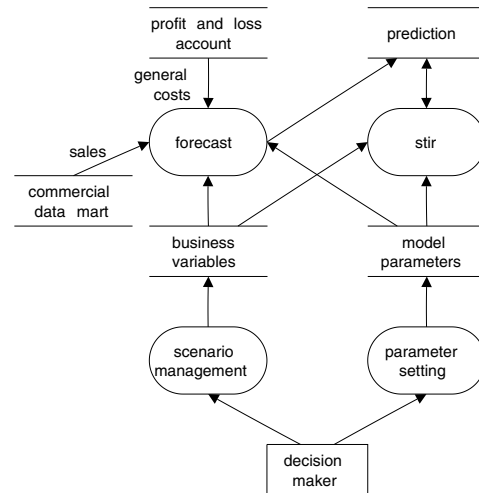 profit and loss
account
prediction
general
costs
forecast
stir
sales
commercial
data mart
business
variables
model
parameters
scenario
management
parameter
setting
decision
maker